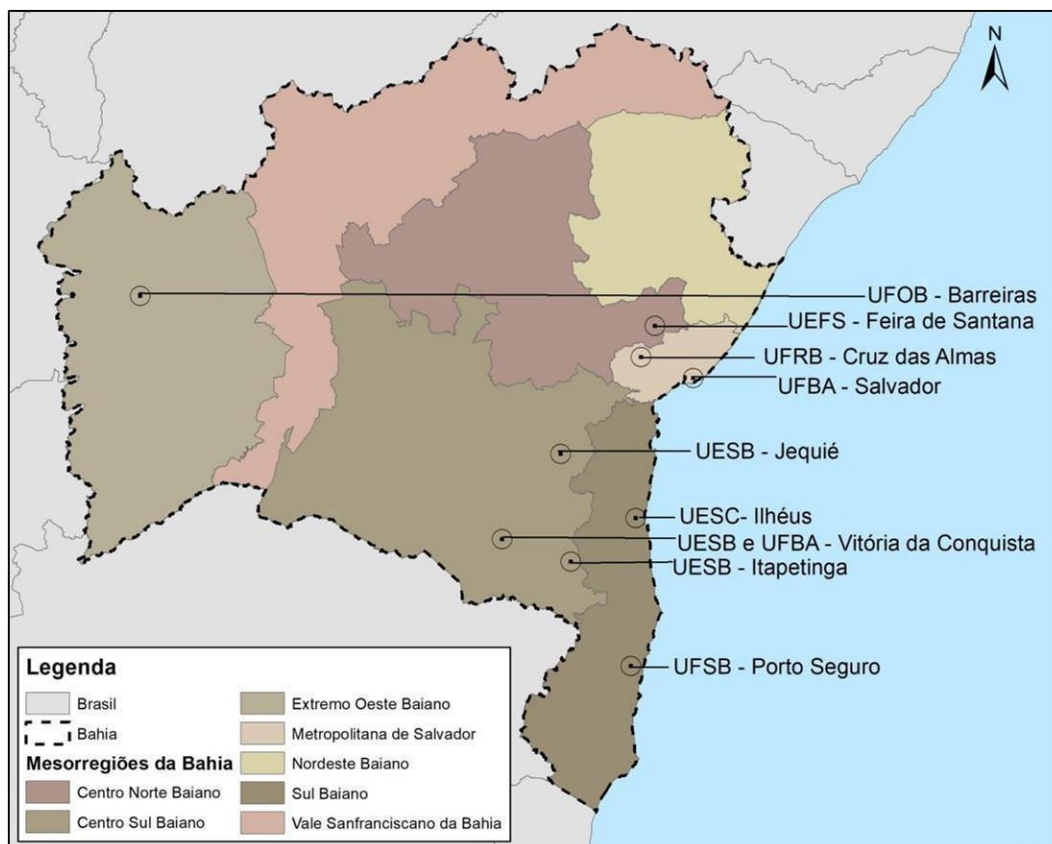 N
UFOB - Barreiras
UEFS - Feira de Santana
UFRB - Cruz das Almas
UFBA - Salvador
UESB - Jequié
UESC- Ilhéus
UESB e UFBA - Vitória da Conquista
UESB - Itapetinga
UFSB - Porto Seguro
Legenda
Brasil
Bahia
Mesorregiões da Bahia
Centro Norte Baiano
Centro Sul Baiano
Extremo Oeste Baiano
Metropolitana de Salvador
Nordeste Baiano
Sul Baiano
Vale Sanfranciscano da Bahia